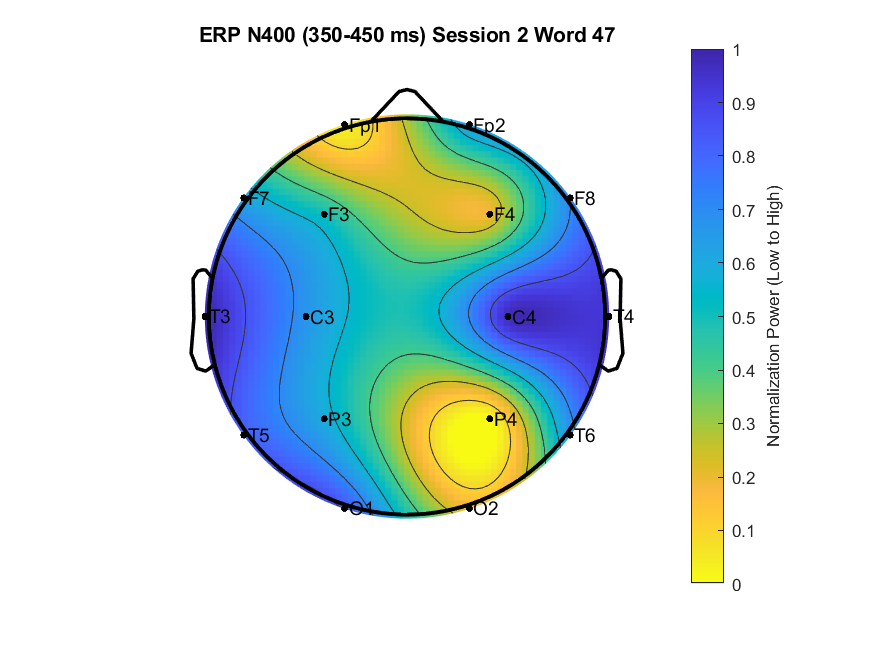 ERP N400 (350-450 ms) Session 2 Word 47
Fp1
Fp2
F7
F3
F4
F8
T3
C3
C4
T4
T5
P3
P4
T6
O1
O2
1
0.9
0.8
0.7
0.6
0.5
0.4
0.3
0.2
0.1
0
Normalization Power (Low to High)